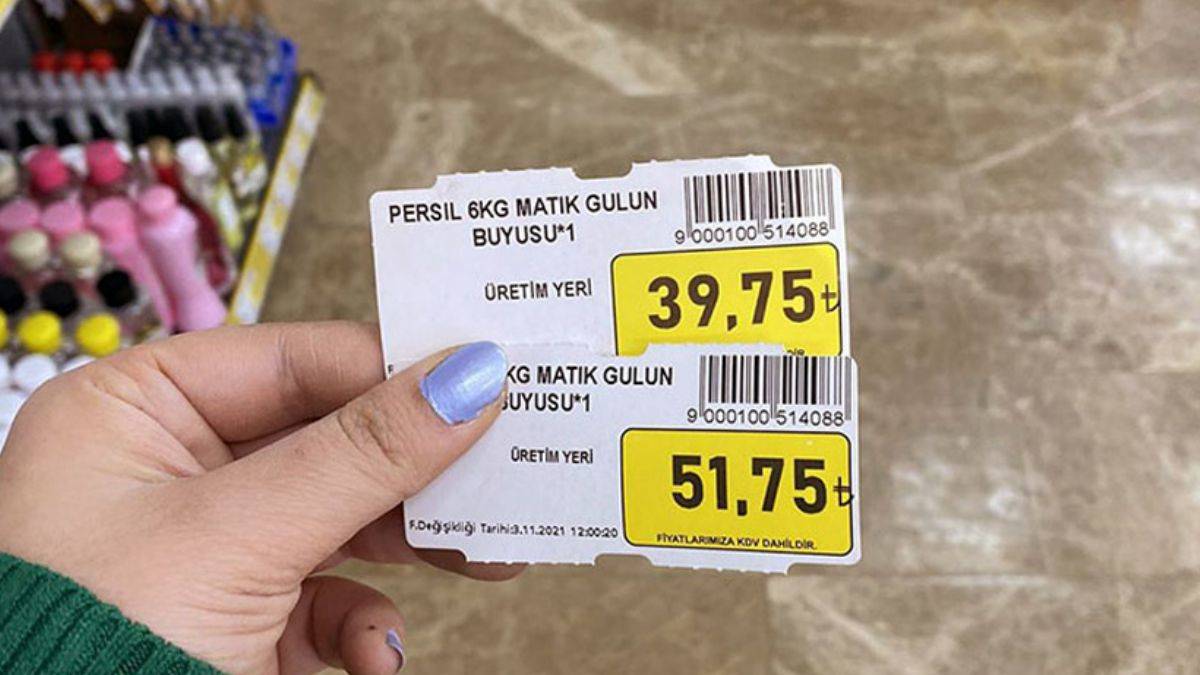 PERSIL 6KG MATIK GULUN
BUYUSU*1
9 000100 514088
ÜRETİM YERİ
39,75₺
KG MATIK GULUN
BUYUSU*1
9 000100 514088
ÜRETİM YERİ
51,75₺
F.Değişikliği Tarihi:3.11.2021 12:00:20
FİYATLARIMIZA KDV DAHİLDİR.